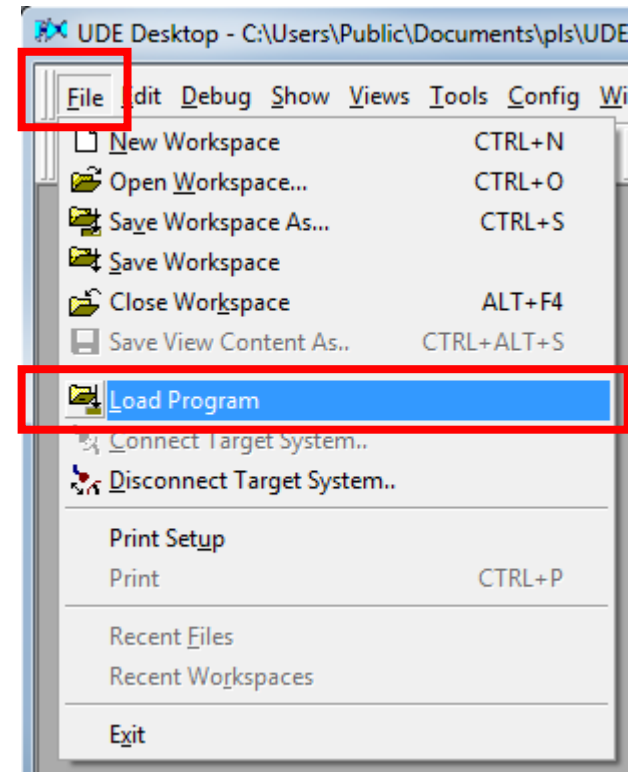 UDE Desktop - C:\Users\Public\Documents\pls\UDE
File Edit Debug Show Views Tools Config Wi
New Workspace CTRL+N
Open Workspace... CTRL+O
Save Workspace As... CTRL+S
Save Workspace
Close Workspace ALT+F4
Save View Content As.. CTRL+ALT+S
Load Program
Connect Target System..
Disconnect Target System..
Print Setup
Print CTRL+P
Recent Files
Recent Workspaces
Exit